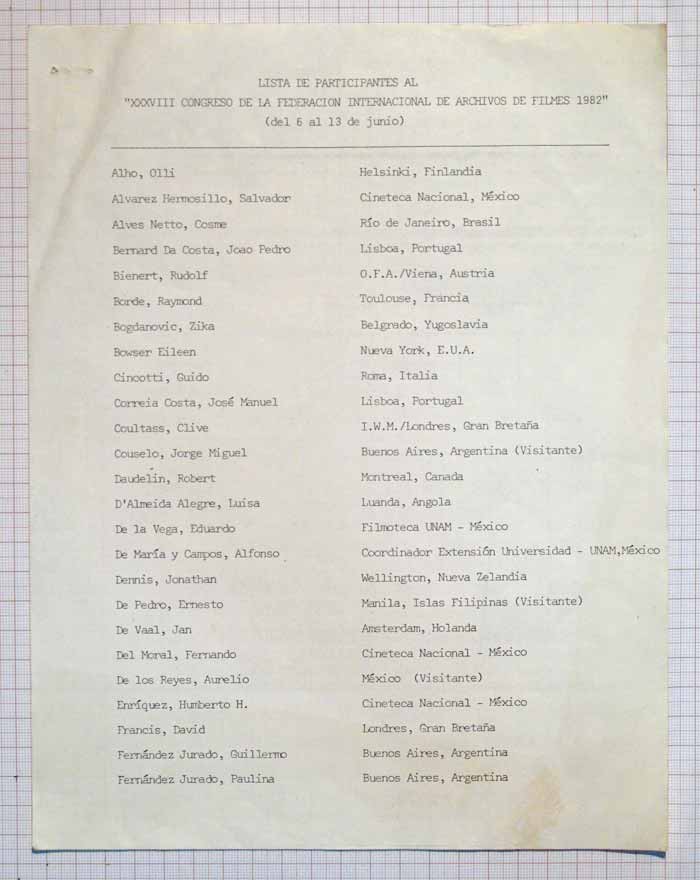 LISTA DE PARTICIPANTES AL
"XXXVIII CONGRESO DE LA FEDERACION INTERNACIONAL DE ARCHIVOS DE FILMES 1982"
(del 6 al 13 de junio)
Alho, Olli Helsinki, Finlandia
Alvarez Hermosillo, Salvador Cineteca Nacional, México
Alves Netto, Cosme Río de Janeiro, Brasil
Bernard Da Costa, Joao Pedro Lisboa, Portugal
Bienert, Rudolf O.F.A./Viena, Austria
Borde, Raymond Toulouse, Francia
Bogdanovic, Zika Belgrado, Yugoslavia
Bowser Eileen Nueva York, E.U.A.
Cincotti, Guido Roma, Italia
Correia Costa, José Manuel Lisboa, Portugal
Coultass, Clive I.W.M./Londres, Gran Bretaña
Couselo, Jorge Miguel Buenos Aires, Argentina (Visitante)
Daudelin, Robert Montreal, Canada
D'Almeida Alegre, Luisa Luanda, Angola
De la Vega, Eduardo Filmoteca UNAM - México
De María y Campos, Alfonso Coordinador Extensión Universidad - UNAM,México
Dennis, Jonathan Wellington, Nueva Zelandia
De Pedro, Ernesto Manila, Islas Filipinas (Visitante)
De Vaal, Jan Amsterdam, Holanda
Del Moral, Fernando Cineteca Nacional - México
De los Reyes, Aurelio México (Visitante)
Enríquez, Humberto H. Cineteca Nacional - México
Francis, David Londres, Gran Bretaña
Fernández Jurado, Guillermo Buenos Aires, Argentina
Fernández Jurado, Paulina Buenos Aires, Argentina